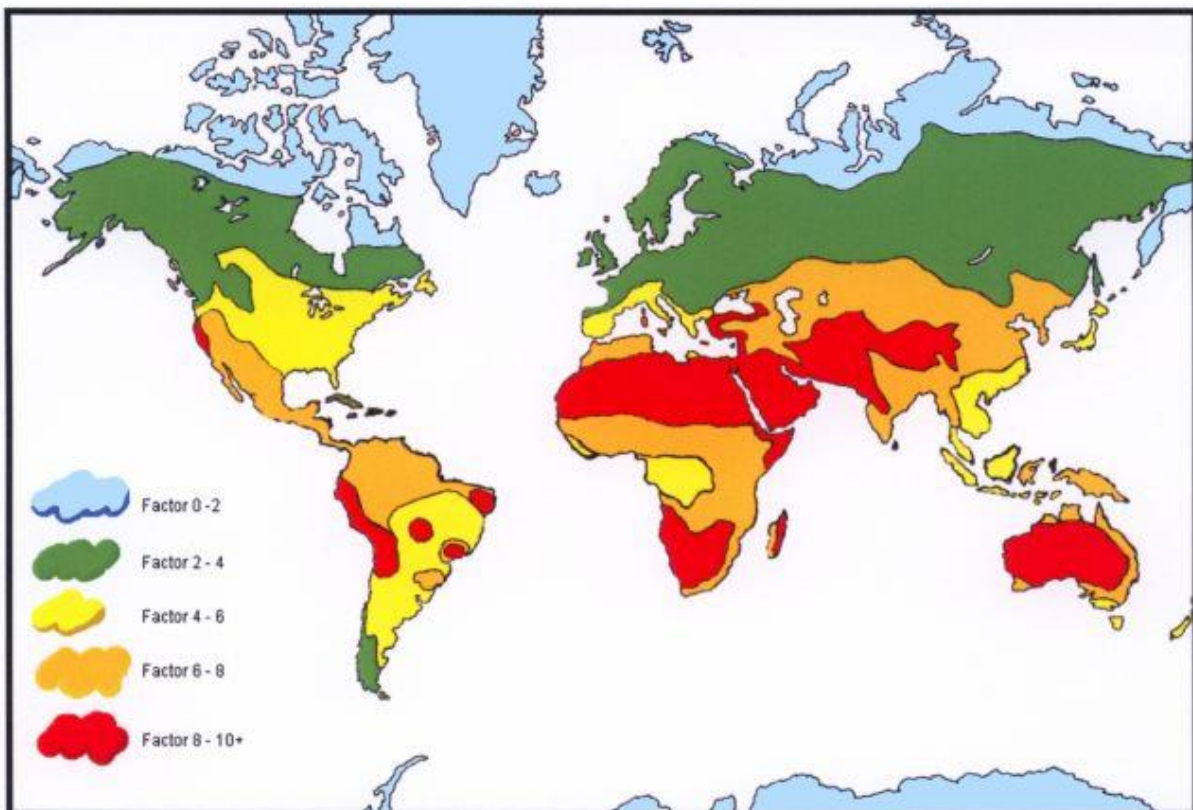 Factor 0 - 2
Factor 2 - 4
Factor 4 - 6
Factor 6 - 8
Factor 8 - 10+